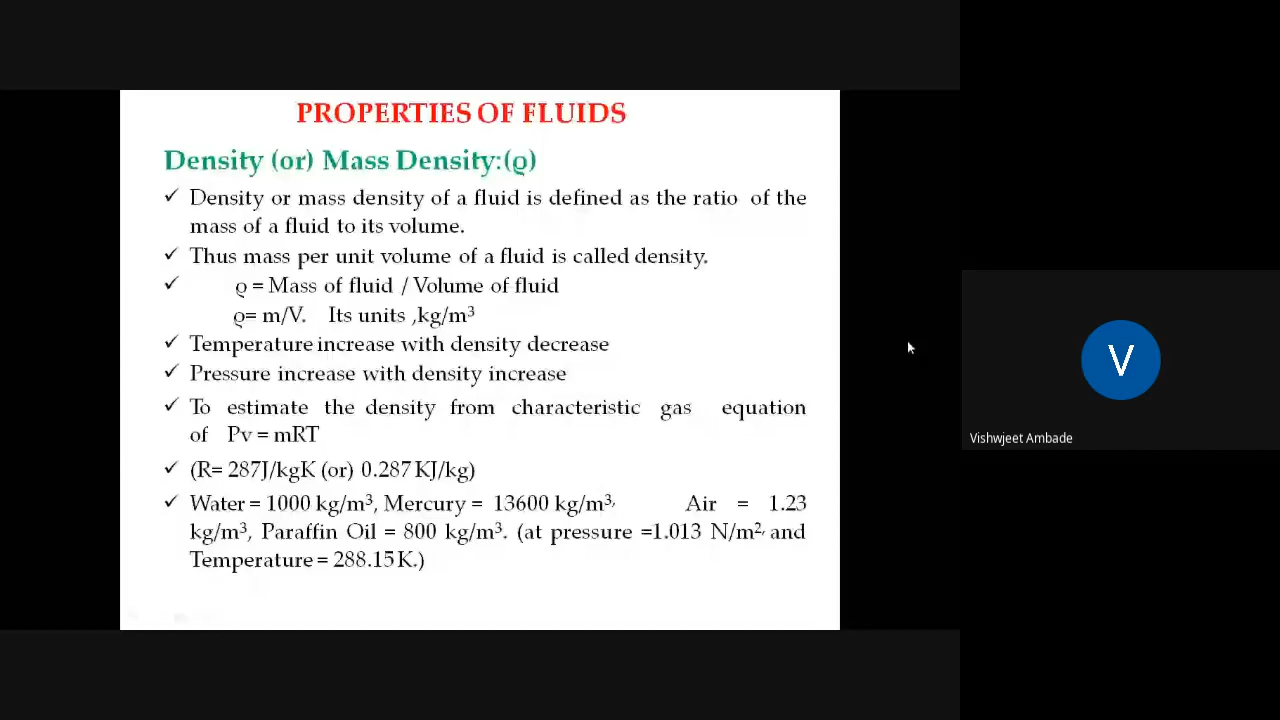 PROPERTIES OF FLUIDS
Density (or) Mass Density:(ϱ)
✓ Density or mass density of a fluid is defined as the ratio of the
mass of a fluid to its volume.
✓ Thus mass per unit volume of a fluid is called density.
✓ ϱ = Mass of fluid / Volume of fluid
ϱ= m/V. Its units ,kg/m³
✓ Temperature increase with density decrease
✓ Pressure increase with density increase
✓ To estimate the density from characteristic gas equation
of Pv = mRT
✓ (R= 287J/kgK (or) 0.287 KJ/kg)
✓ Water = 1000 kg/m³, Mercury = 13600 kg/m³, Air = 1.23
kg/m³, Paraffin Oil = 800 kg/m³. (at pressure =1.013 N/m², and
Temperature = 288.15 K.)
V
Vishwjeet Ambade